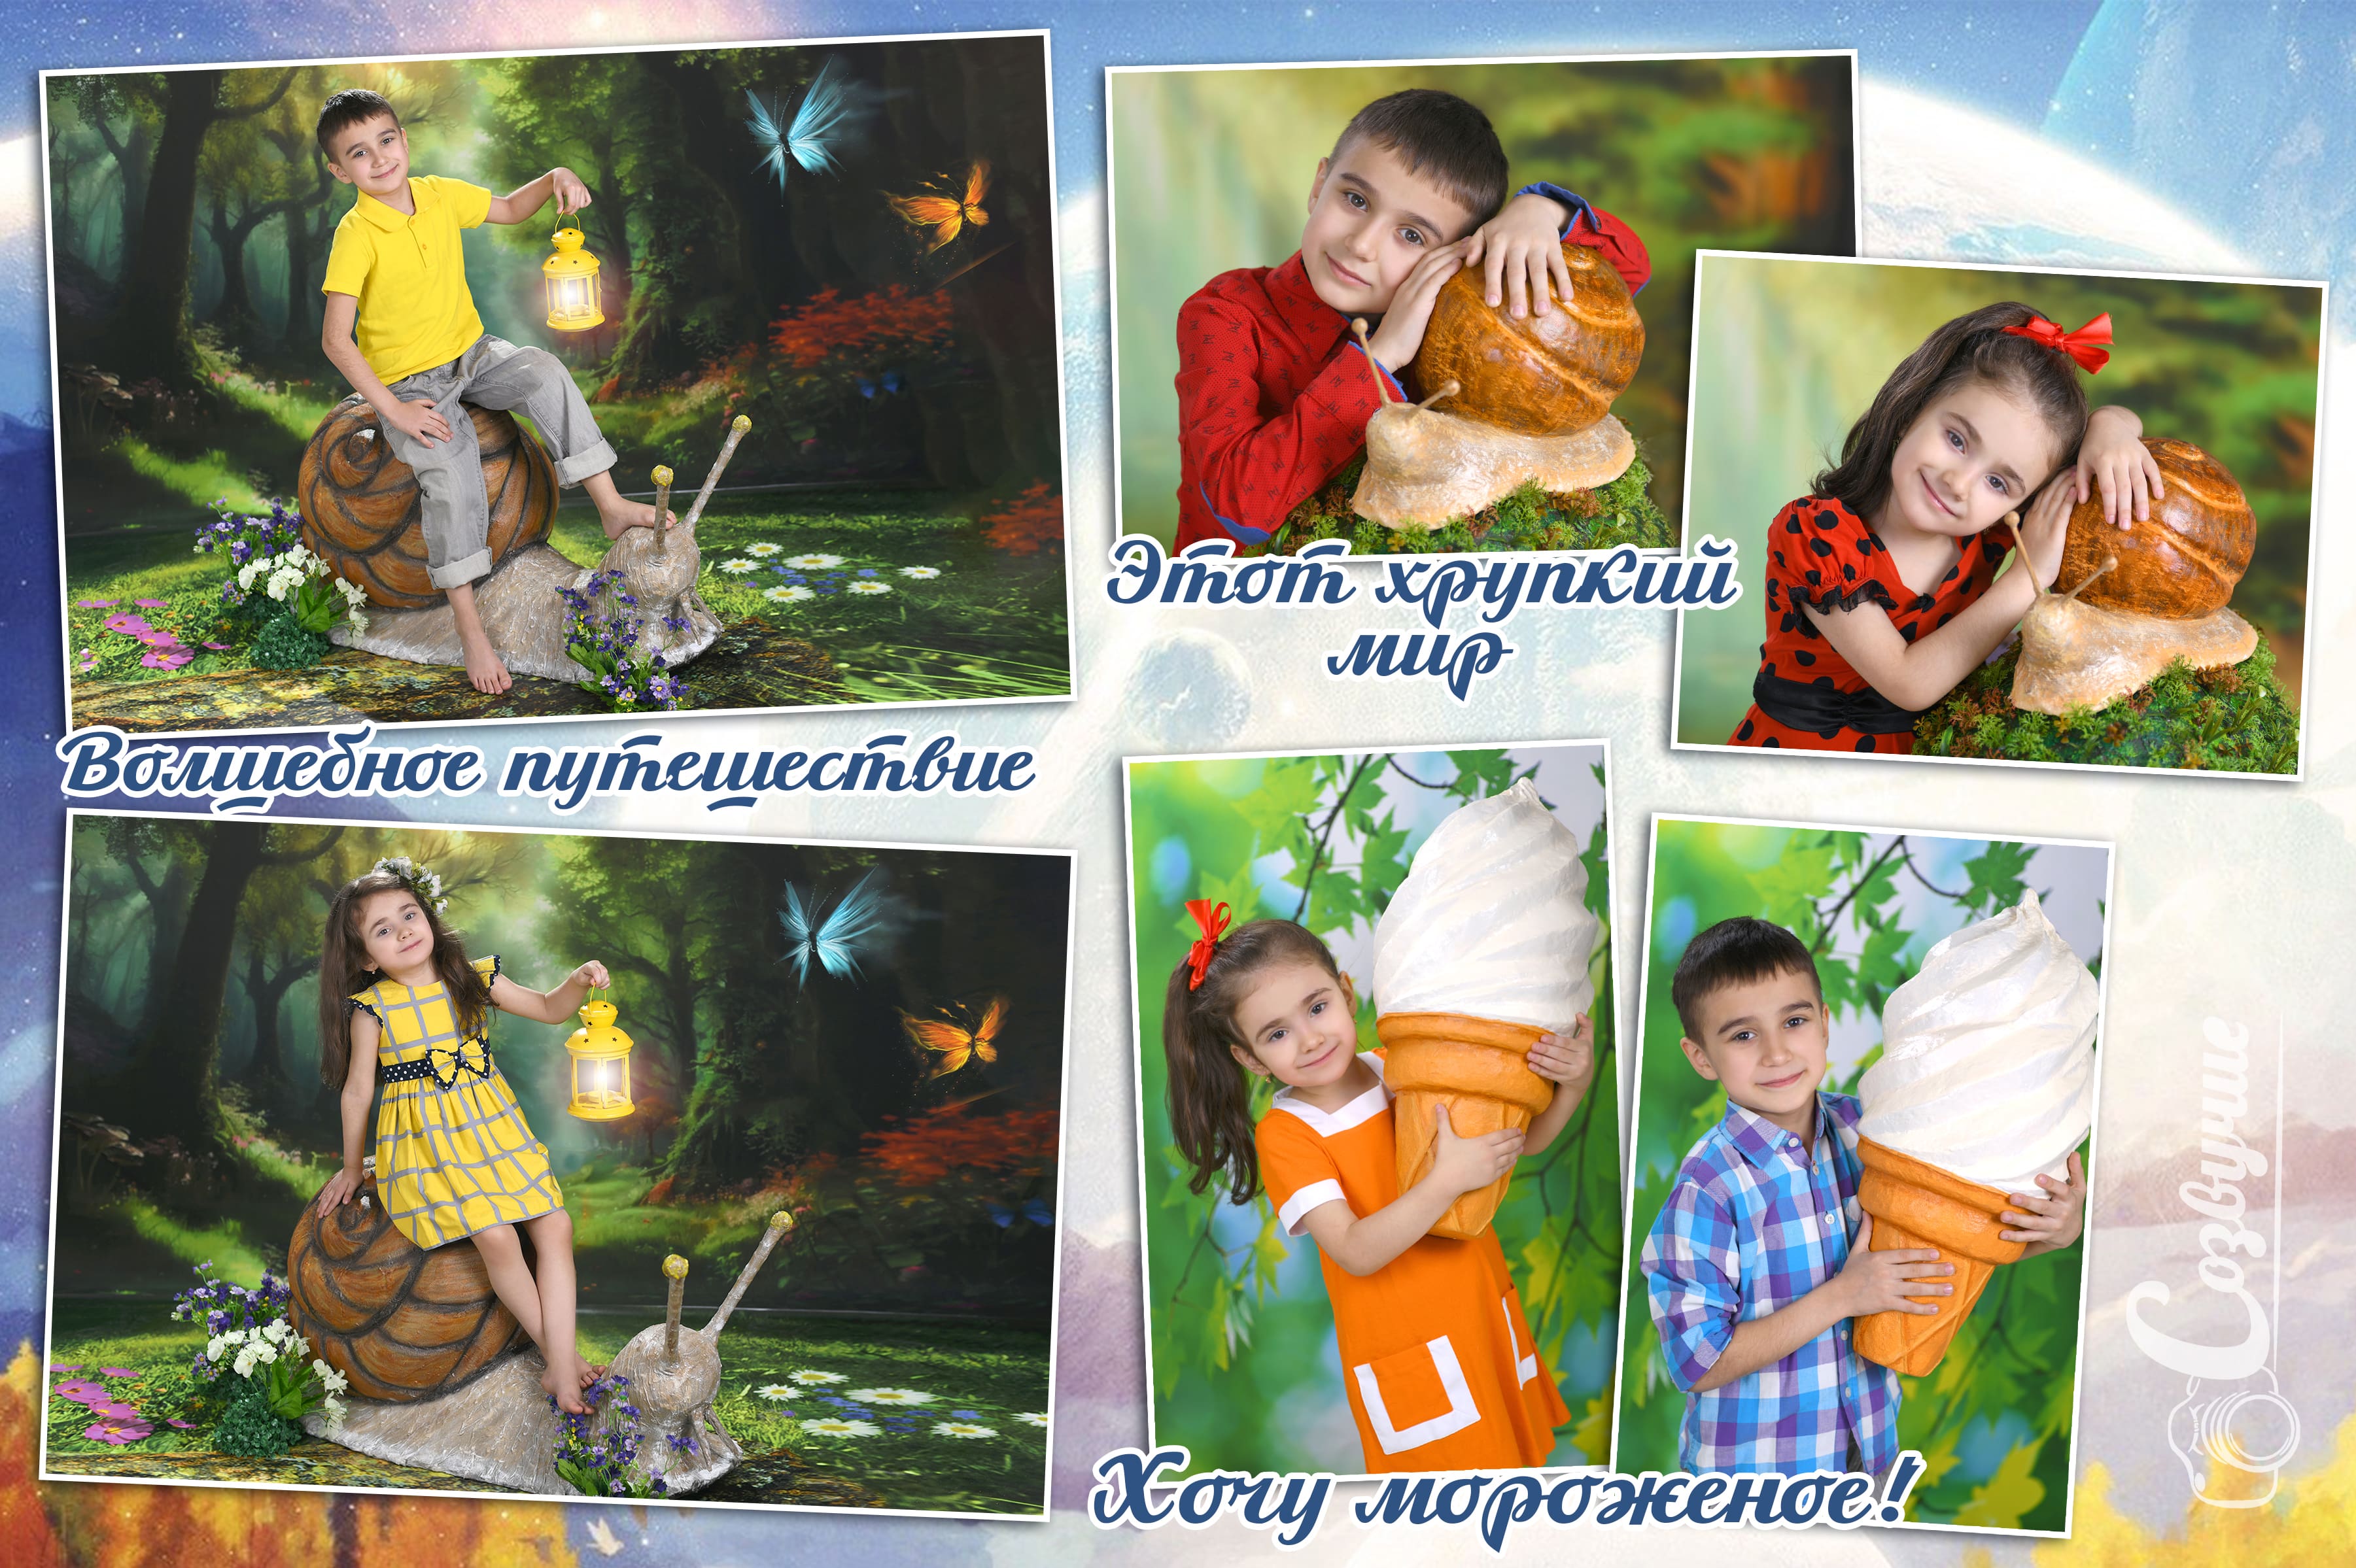 Волшебное путешествие
Этот хрупкий
мир
Хочу мороженое!
Созвучие